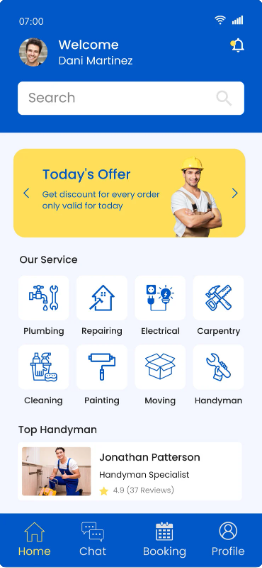 07:00
Welcome
Dani Martinez
Search
Today's Offer
Get discount for every order
only valid for today
Our Service
Plumbing Repairing Electrical Carpentry
Cleaning Painting Moving Handyman
Top Handyman
Jonathan Patterson
Handyman Specialist
4.9 (37 Reviews)
Home Chat Booking Profile